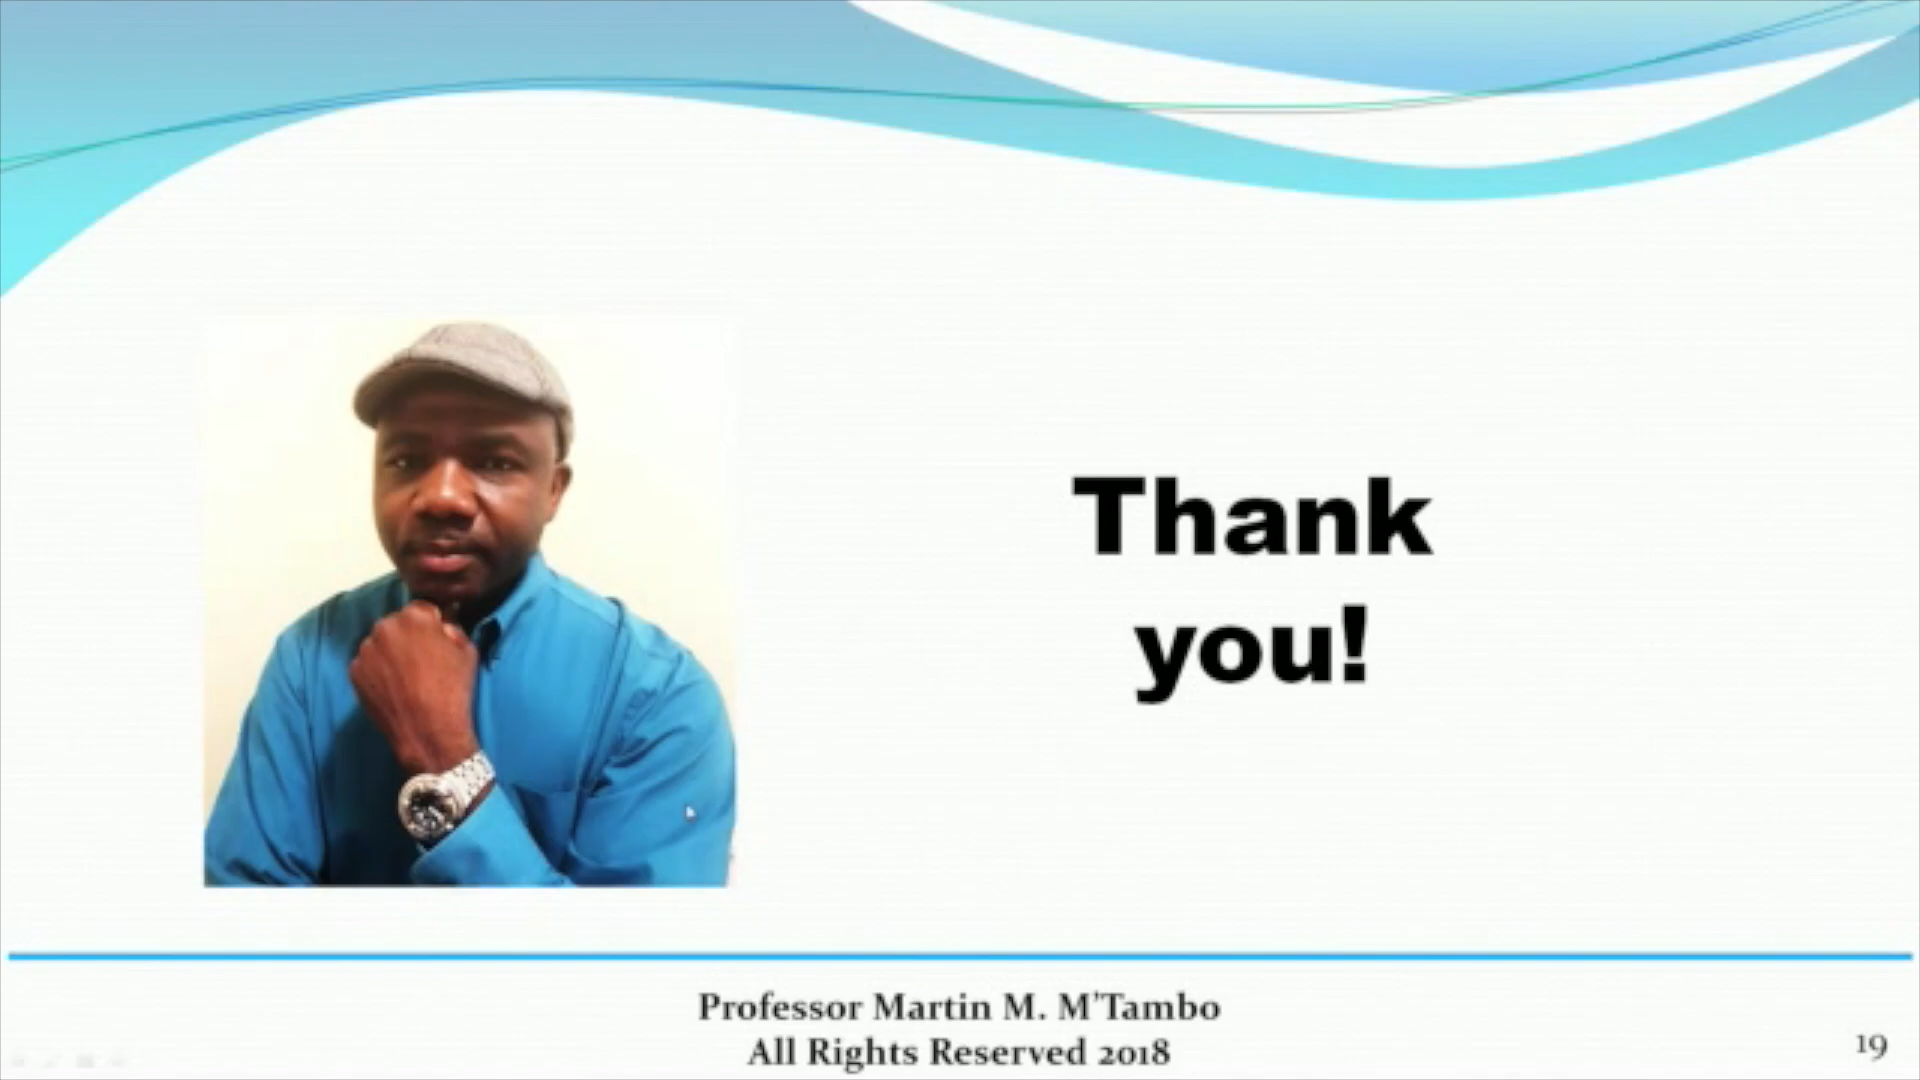 Thank
you!
Professor Martin M. M'Tambo
All Rights Reserved 2018
19